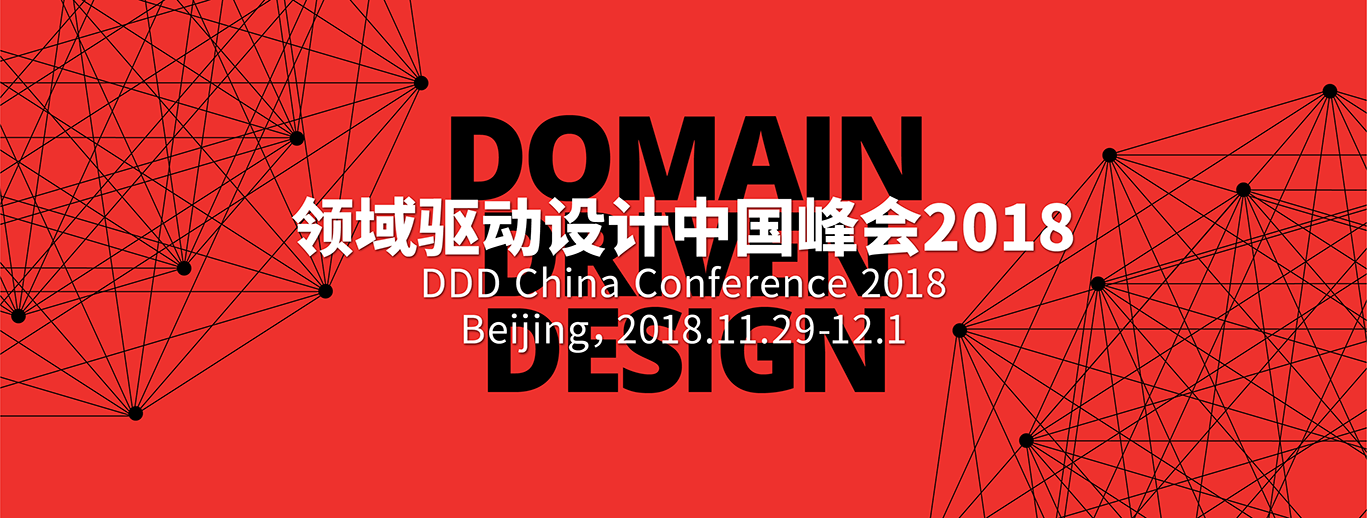 DOMAIN
DRIVEN
DESIGN
领域驱动设计中国峰会2018
DDD China Conference 2018
Beijing, 2018.11.29-12.1